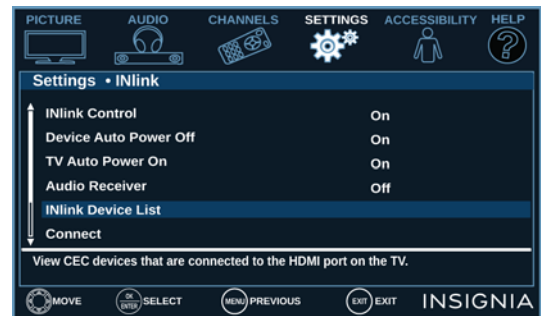 PICTURE AUDIO CHANNELS SETTINGS ACCESSIBILITY HELP
Settings • INlink
INlink Control On
Device Auto Power Off On
TV Auto Power On On
Audio Receiver Off
INlink Device List
Connect
View CEC devices that are connected to the HDMI port on the TV.
MOVE OK ENTER SELECT MENU PREVIOUS EXIT EXIT INSIGNIA